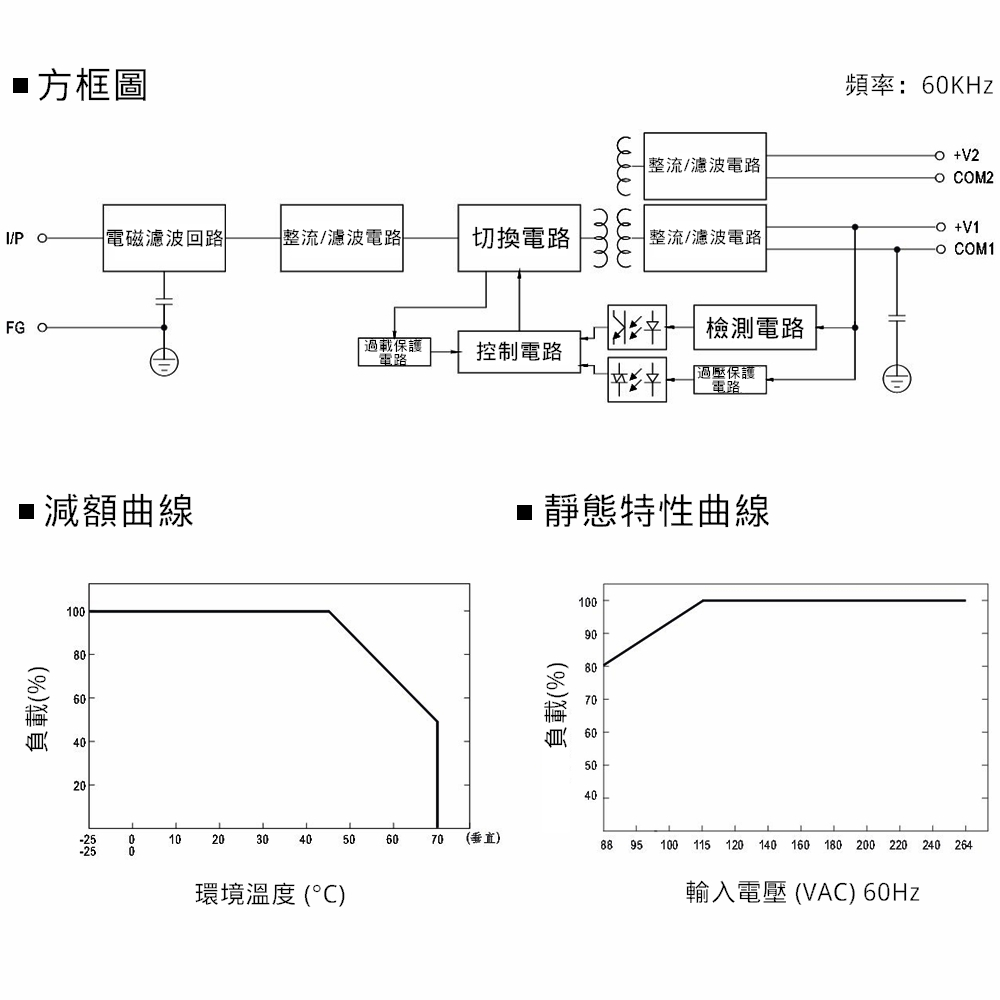 ■ 方框圖
頻率：60KHz
整流/濾波電路
+V2
COM2
I/P
電磁濾波回路
整流/濾波電路
切換電路
整流/濾波電路
+V1
COM1
FG
過載保護
電路
控制電路
檢測電路
過壓保護
電路
■ 減額曲線
負載(%)
100
80
60
40
20
-25 0 10 20 30 40 50 60 70 (垂直)
-25 0
環境溫度 (°C)
■ 靜態特性曲線
負載(%)
100
90
80
70
60
50
40
88 95 100 115 120 140 160 180 200 220 240 264
輸入電壓 (VAC) 60Hz